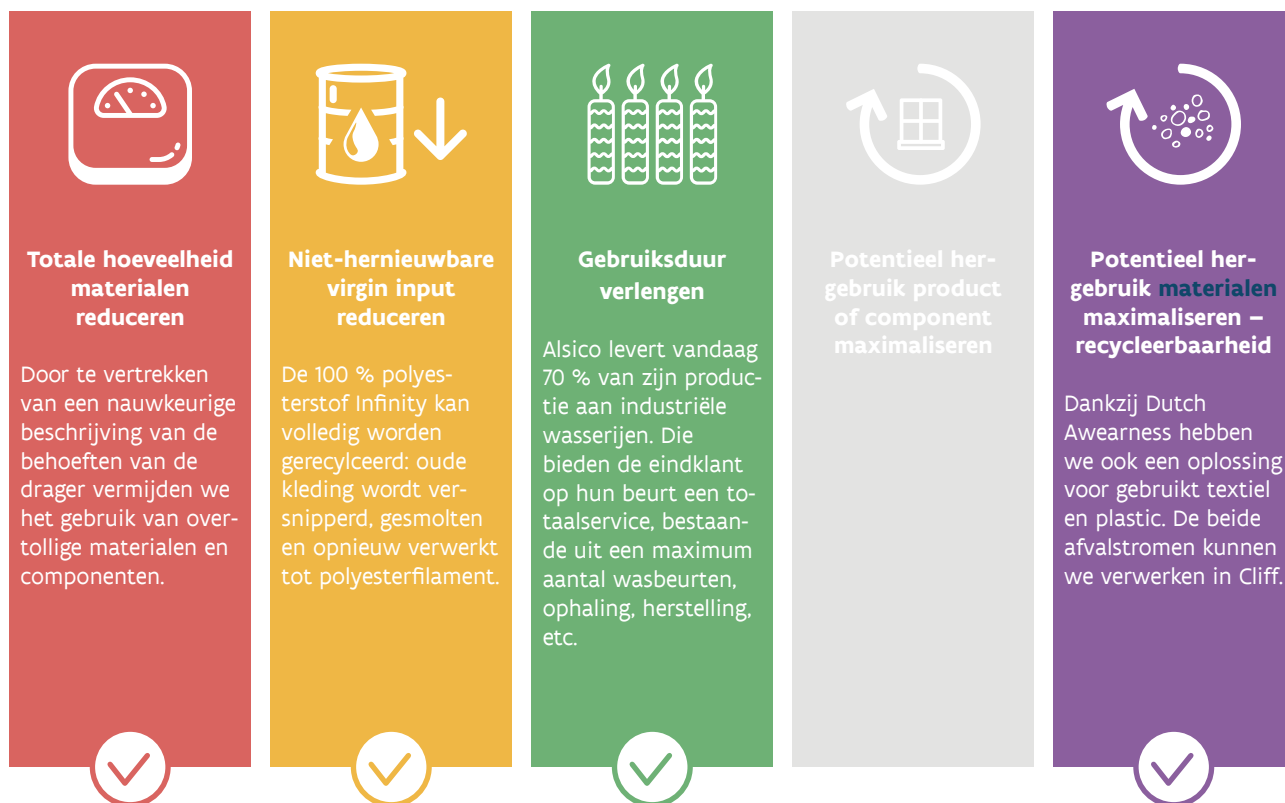 Totale hoeveelheid
materialen
reduceren
Door te vertrekken
van een nauwkeurige
beschrijving van de
behoeften van de
drager vermijden we
het gebruik van over-
tollige materialen en
componenten.
Niet-hernieuwbare
virgin input
reduceren
De 100 % polyes-
terstof Infinity kan
volledig worden
gerecylceerd: oude
kleding wordt ver-
snipperd, gesmolten
en opnieuw verwerkt
tot polyesterfilament.
Gebruiksduur
verlengen
Alsico levert vandaag
70 % van zijn produc-
tie aan industriële
wasserijen. Die
bieden de eindklant
op hun beurt een to-
taalservice, bestaan-
de uit een maximum
aantal wasbeurten,
ophaling, herstelling,
etc.
Potentieel her-
gebruik product
of component
maximaliseren
Potentieel her-
gebruik materialen
maximaliseren –
recycleerbaarheid
Dankzij Dutch
Awearness hebben
we ook een oplossing
voor gebruikt textiel
en plastic. De beide
afvalstromen kunnen
we verwerken in Cliff.